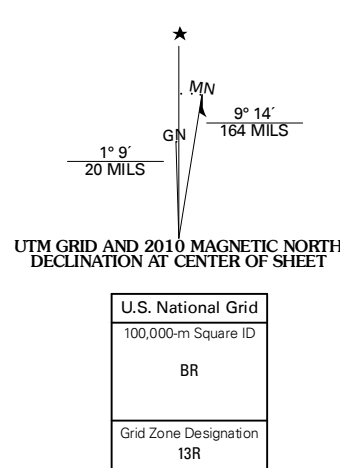 ★
MN
GN
9° 14´
164 MILS
1° 9´
20 MILS
UTM GRID AND 2010 MAGNETIC NORTH
DECLINATION AT CENTER OF SHEET
U.S. National Grid
100,000-m Square ID
BR
Grid Zone Designation
13R